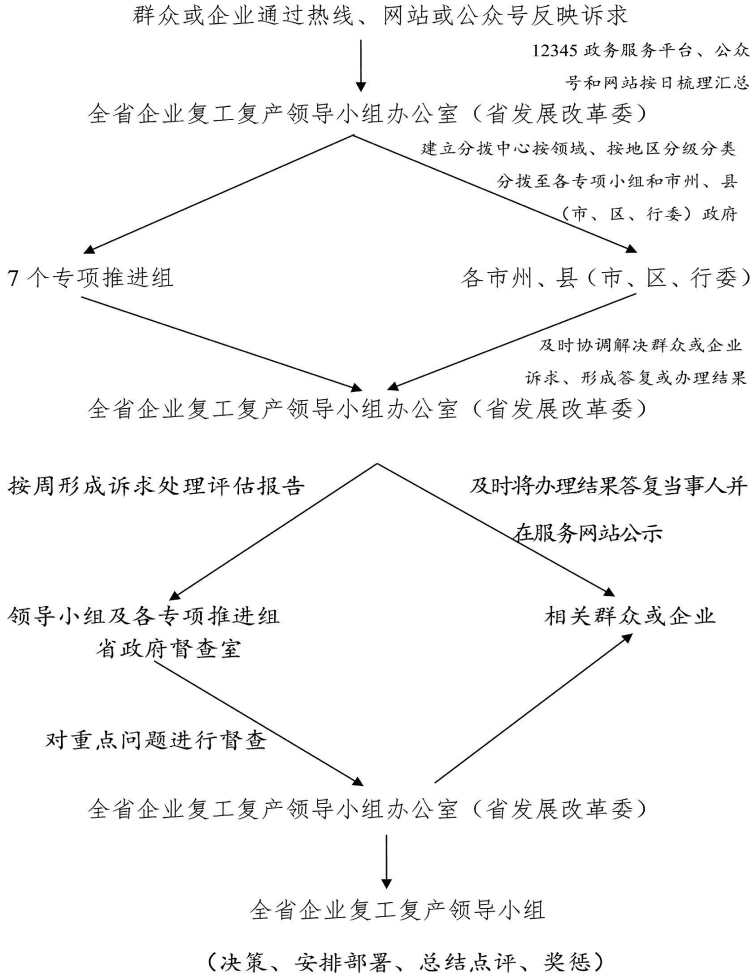 群众或企业通过热线、网站或公众号反映诉求
12345 政务服务平台、公众
号和网站按日梳理汇总
全省企业复工复产领导小组办公室（省发展改革委）
建立分拨中心按领域、按地区分级分类
分拨至各专项小组和市州、县
（市、区、行委）政府
7 个专项推进组
各市州、县（市、区、行委）
及时协调解决群众或企业
诉求、形成答复或办理结果
全省企业复工复产领导小组办公室（省发展改革委）
按周形成诉求处理评估报告
及时将办理结果答复当事人并
在服务网站公示
领导小组及各专项推进组
省政府督查室
相关群众或企业
对重点问题进行督查
全省企业复工复产领导小组办公室（省发展改革委）
全省企业复工复产领导小组
（决策、安排部署、总结点评、奖惩）